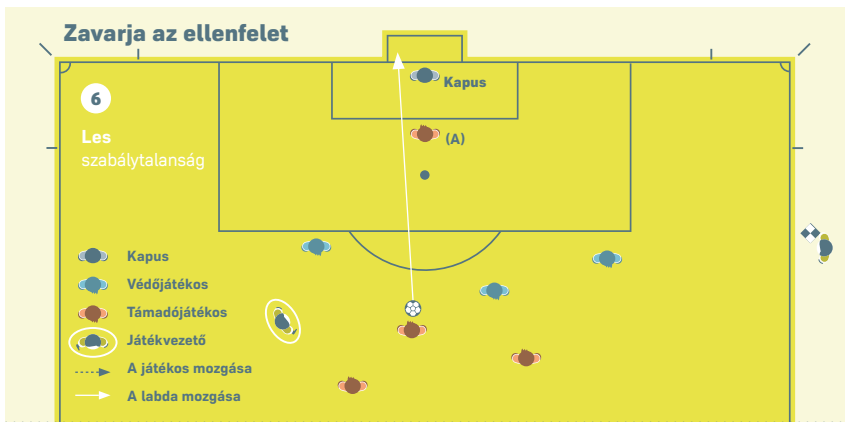 Zavarja az ellenfelet
Kapus
6
(A)
Les
szabálytalanság
Kapus
Védőjátékos
Támadójátékos
Játékvezető
A játékos mozgása
A labda mozgása